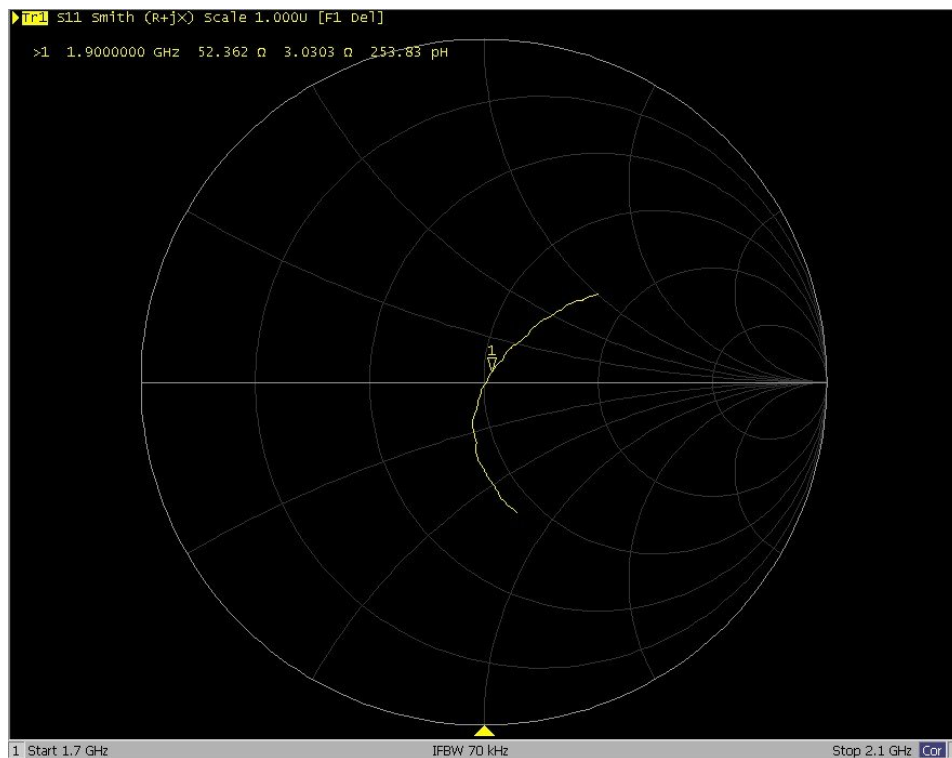 Tr1 S11 Smith (R+jX) Scale 1.000U [F1 Del]
>1 1.9000000 GHz 52.362 Ω 3.0303 Ω 253.83 pH
1
1 Start 1.7 GHz IFBW 70 kHz Stop 2.1 GHz Cor